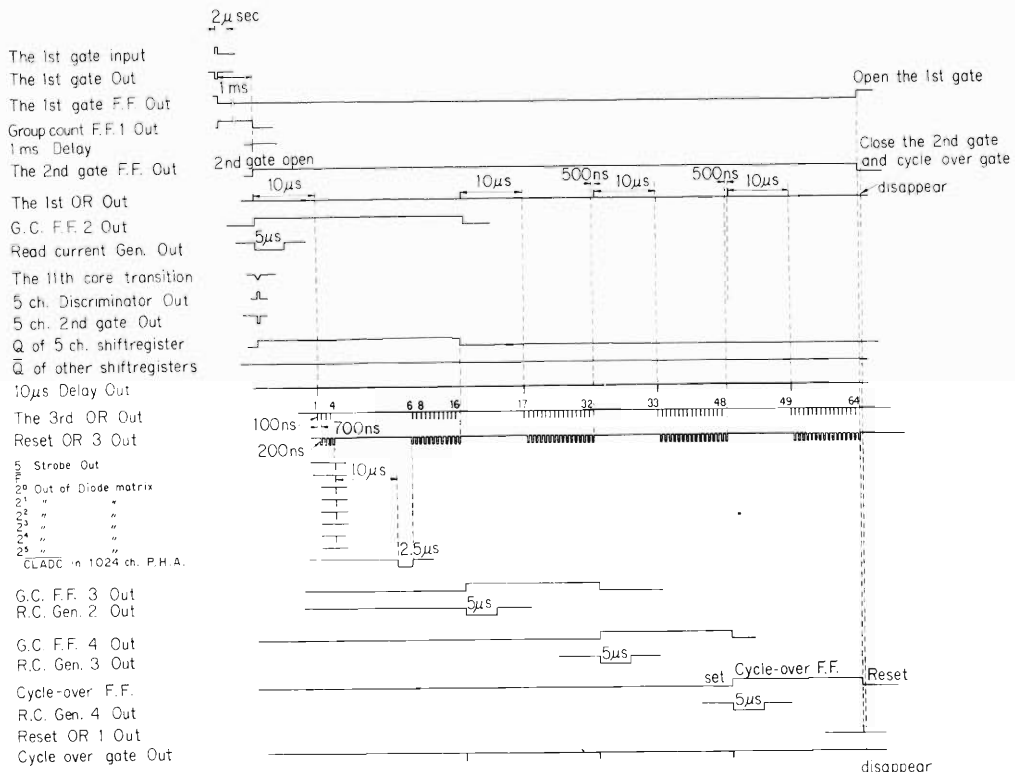 2μsec
The 1st gate input
The 1st gate Out
Open the 1st gate
1ms
The 1st gate F.F. Out
Group count F.F.1 Out
1ms Delay
Close the 2nd gate
and cycle over gate
2nd gate open
The 2nd gate F.F. Out
10μs 10μs 500ns 10μs 500ns 10μs
disappear
The 1st OR Out
G.C. F.F.2 Out
5μs
Read current Gen. Out
The 11th core transition
5 ch. Discriminator Out
5 ch. 2nd gate Out
Q of 5 ch. shiftregister
Q̅ of other shiftregisters
10μs Delay Out
1 4 6 8 16 17 32 33 48 49 64
The 3rd OR Out
100ns 700ns
Reset OR 3 Out
200ns
5 Strobe Out
10μs
2⁰ Out of Diode matrix
2¹ " "
2² " "
2³ " "
2⁴ " "
2⁵ " "
2.5μs
CLADC in 1024 ch. P.H.A.
G.C. F.F. 3 Out
5μs
R.C. Gen. 2 Out
G.C. F.F. 4 Out
5μs
R.C. Gen. 3 Out
set Cycle-over F.F. Reset
Cycle-over F.F.
5μs
R.C. Gen. 4 Out
Reset OR 1 Out
Cycle over gate Out
disappear